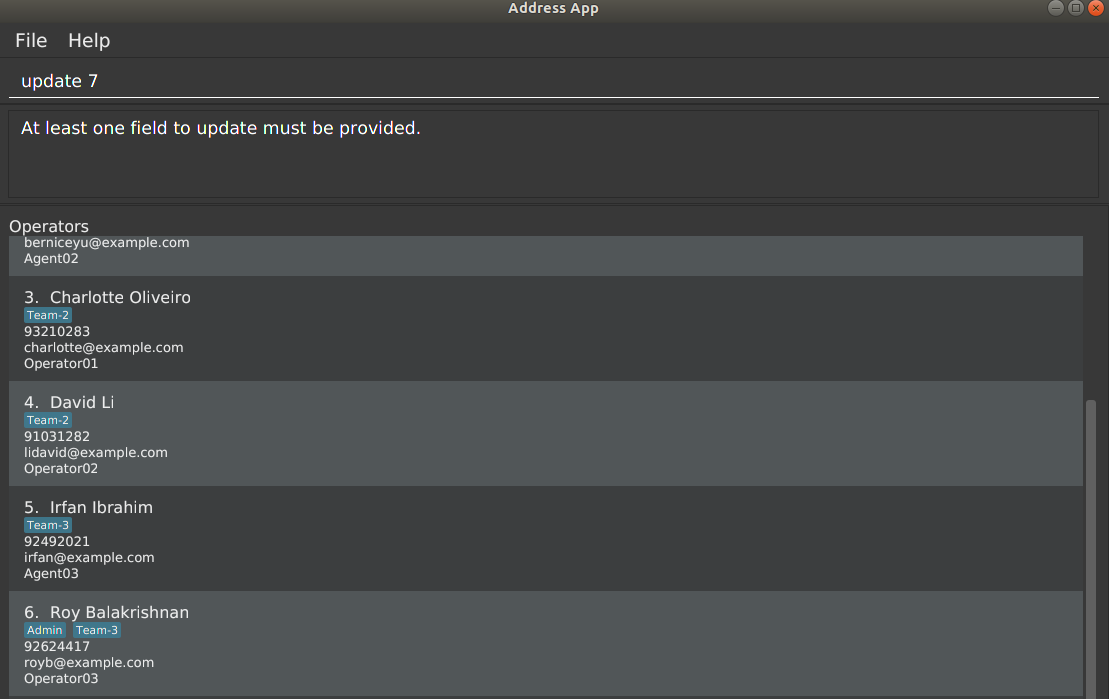 Address App
File Help
update 7
At least one field to update must be provided.
Operators
berniceyu@example.com
Agent02
3. Charlotte Oliveiro
Team-2
93210283
charlotte@example.com
Operator01
4. David Li
Team-2
91031282
lidavid@example.com
Operator02
5. Irfan Ibrahim
Team-3
92492021
irfan@example.com
Agent03
6. Roy Balakrishnan
Admin Team-3
92624417
royb@example.com
Operator03